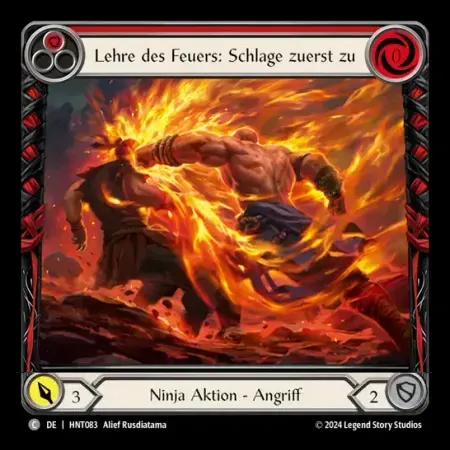 Lehre des Feuers: Schlage zuerst zu
0
3
Ninja Aktion - Angriff
2
C DE | HNT083 Alief Rusdiatama
© 2024 Legend Story Studios